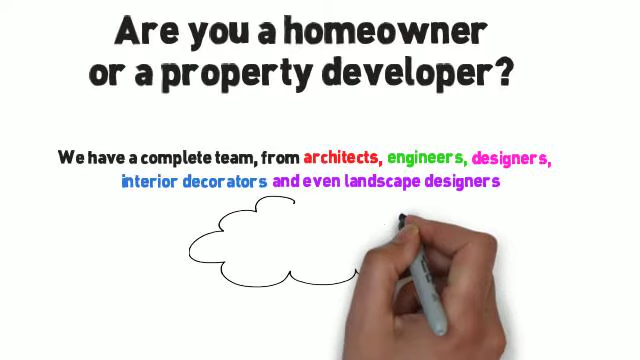 Are you a homeowner
or a property developer?
We have a complete team, from architects, engineers, designers,
interior decorators and even landscape designers